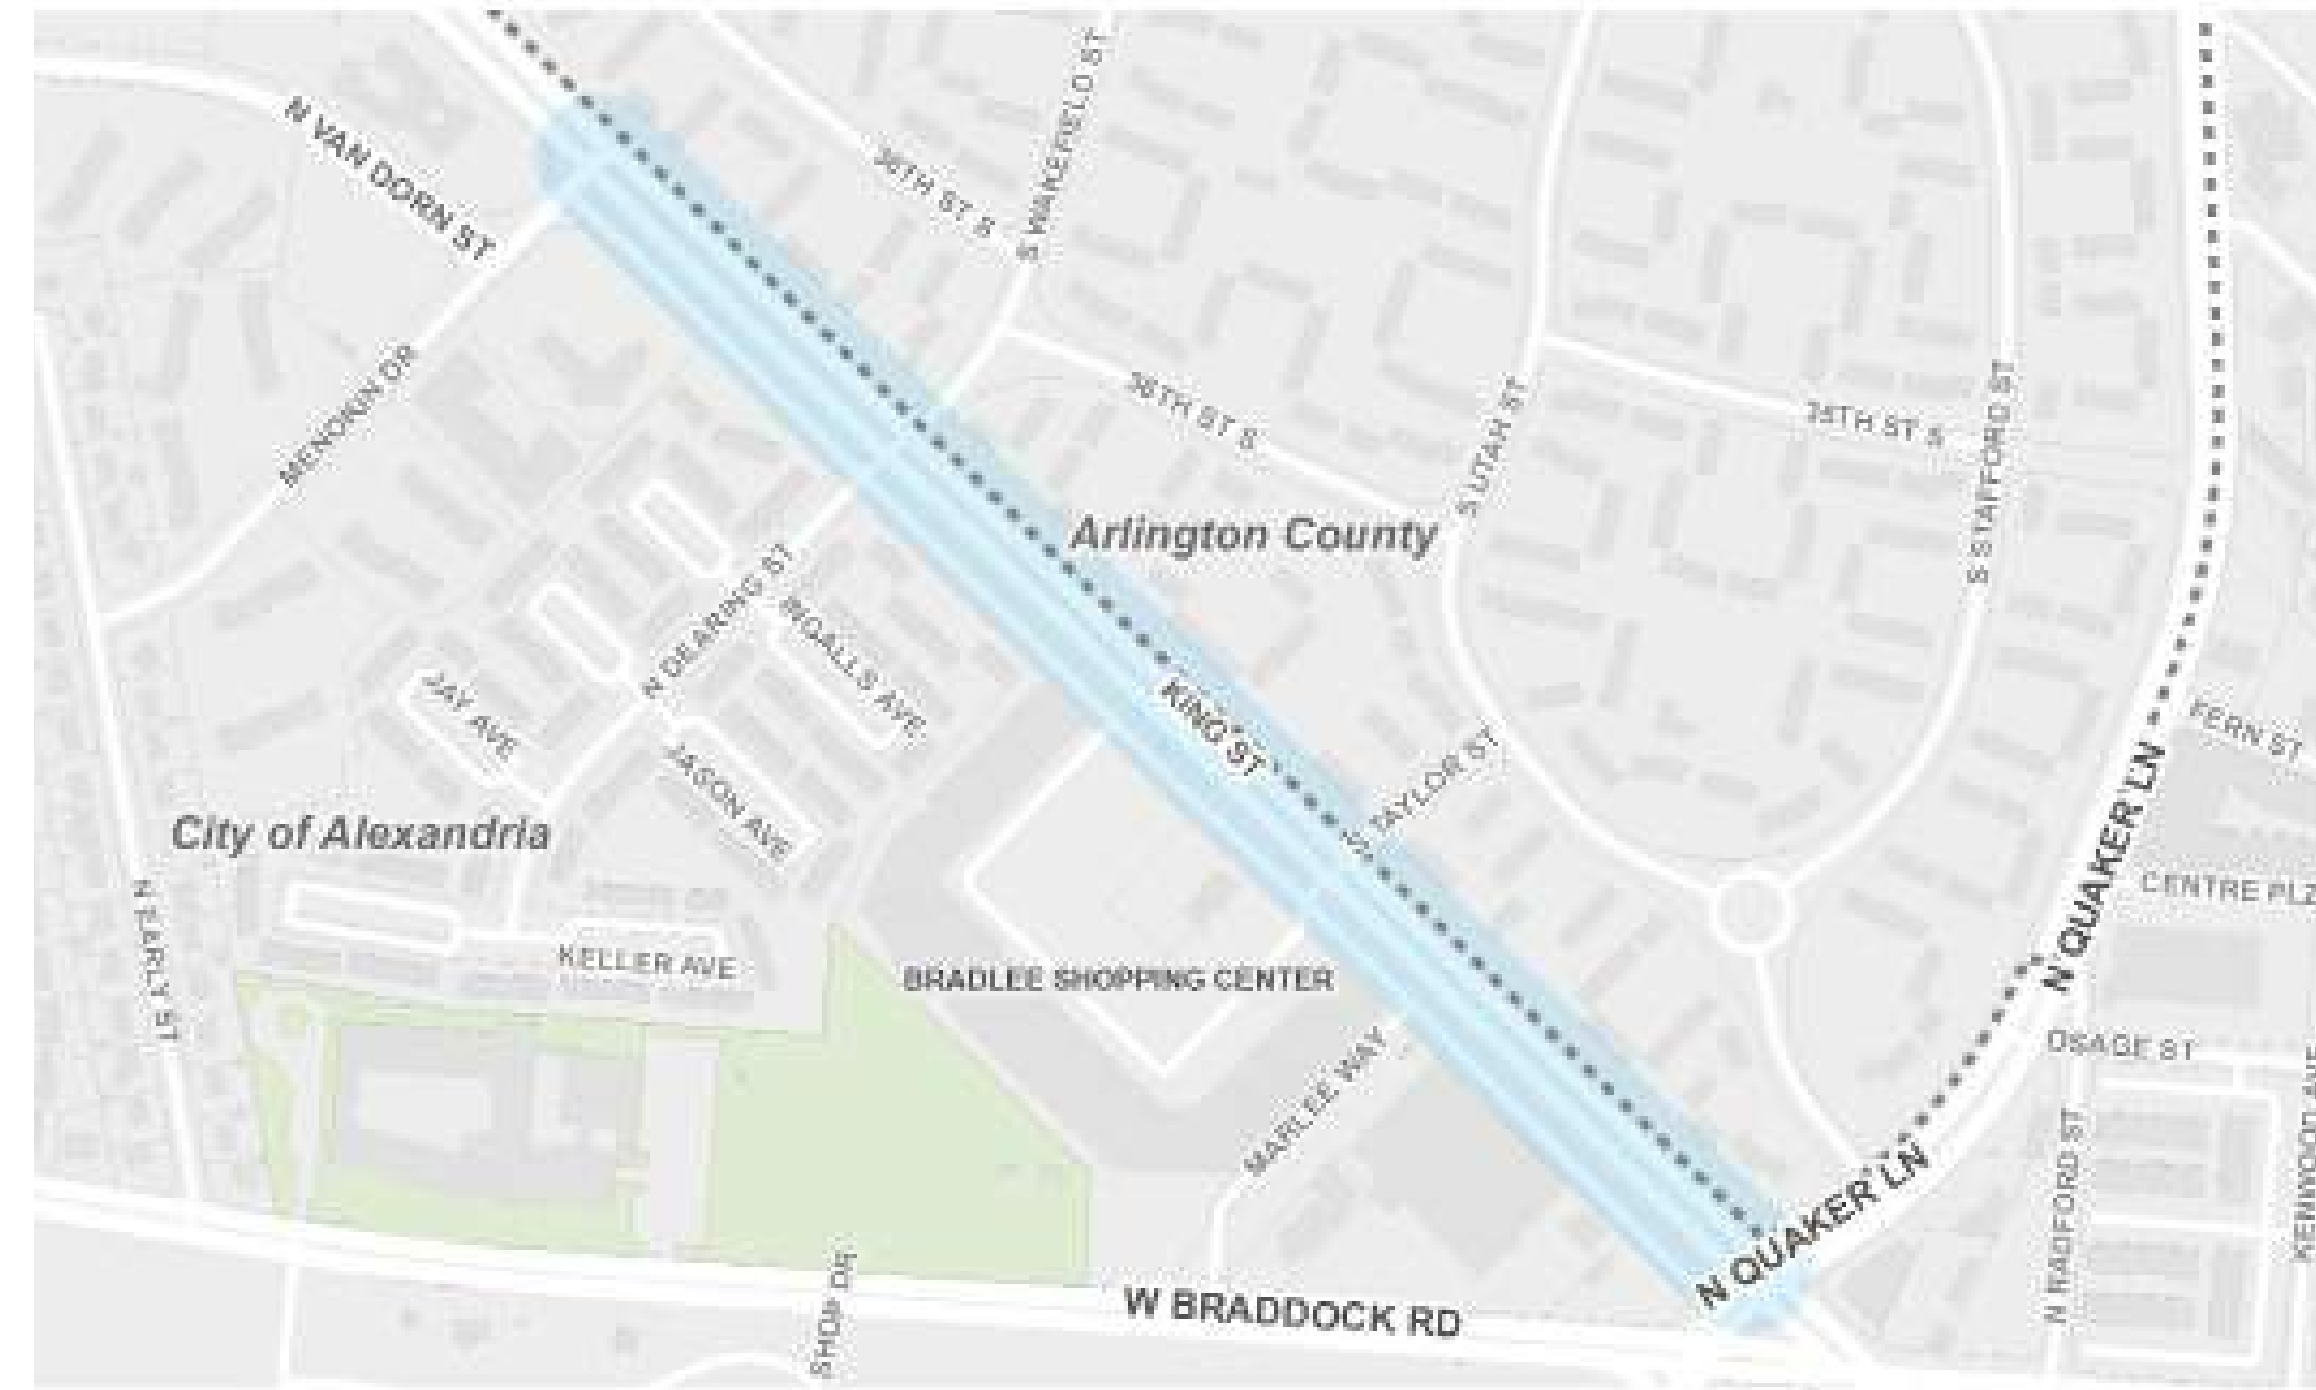 N VAN DORN ST
S WAKEFIELD ST
36TH ST S
MENOKIN DR
36TH ST S
S UTAH ST
35TH ST S
S STAFFORD ST
Arlington County
N DEARING ST
INGALLS AVE
KING ST
JAY AVE
JASON AVE
S TAYLOR ST
FERN ST
N QUAKER LN
City of Alexandria
CENTRE PLZ
N EARLY ST
KELLER AVE
BRADLEE SHOPPING CENTER
MARLEE WAY
OSAGE ST
N QUAKER LN
N RADFORD ST
KENWOOD AVE
W BRADDOCK RD